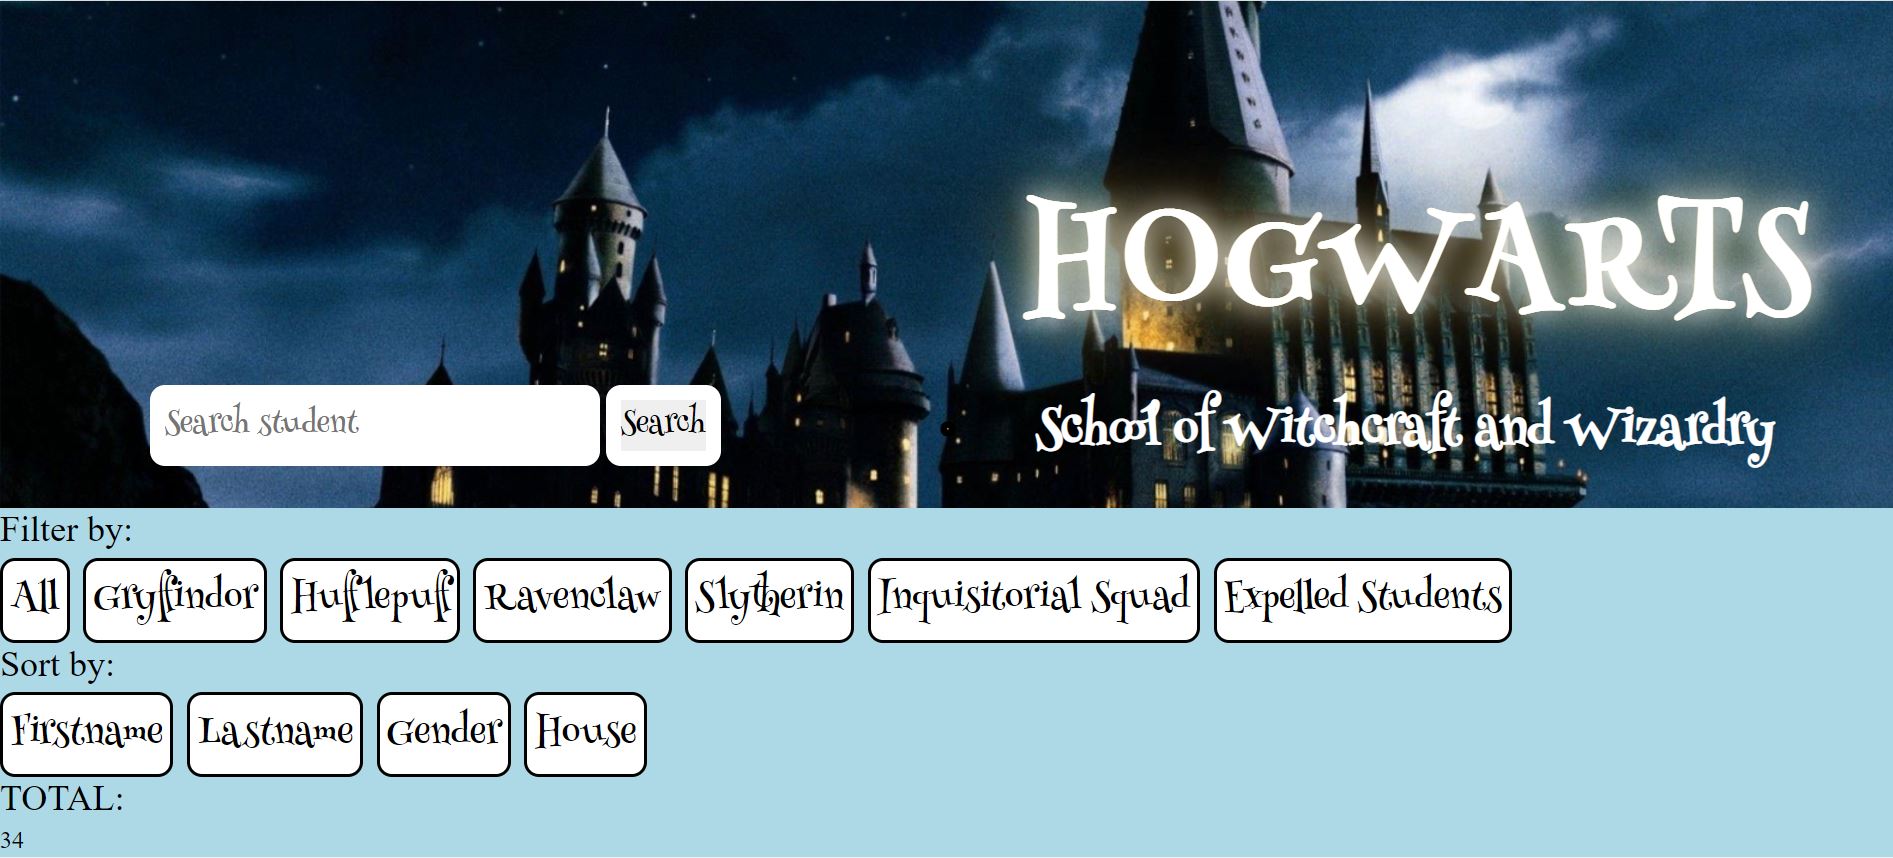 HOGWARTS
Search student
Search
School of Witchcraft and Wizardry
Filter by:
All Gryffindor Hufflepuff Ravenclaw Slytherin Inquisitorial Squad Expelled Students
Sort by:
Firstname Lastname Gender House
TOTAL:
34